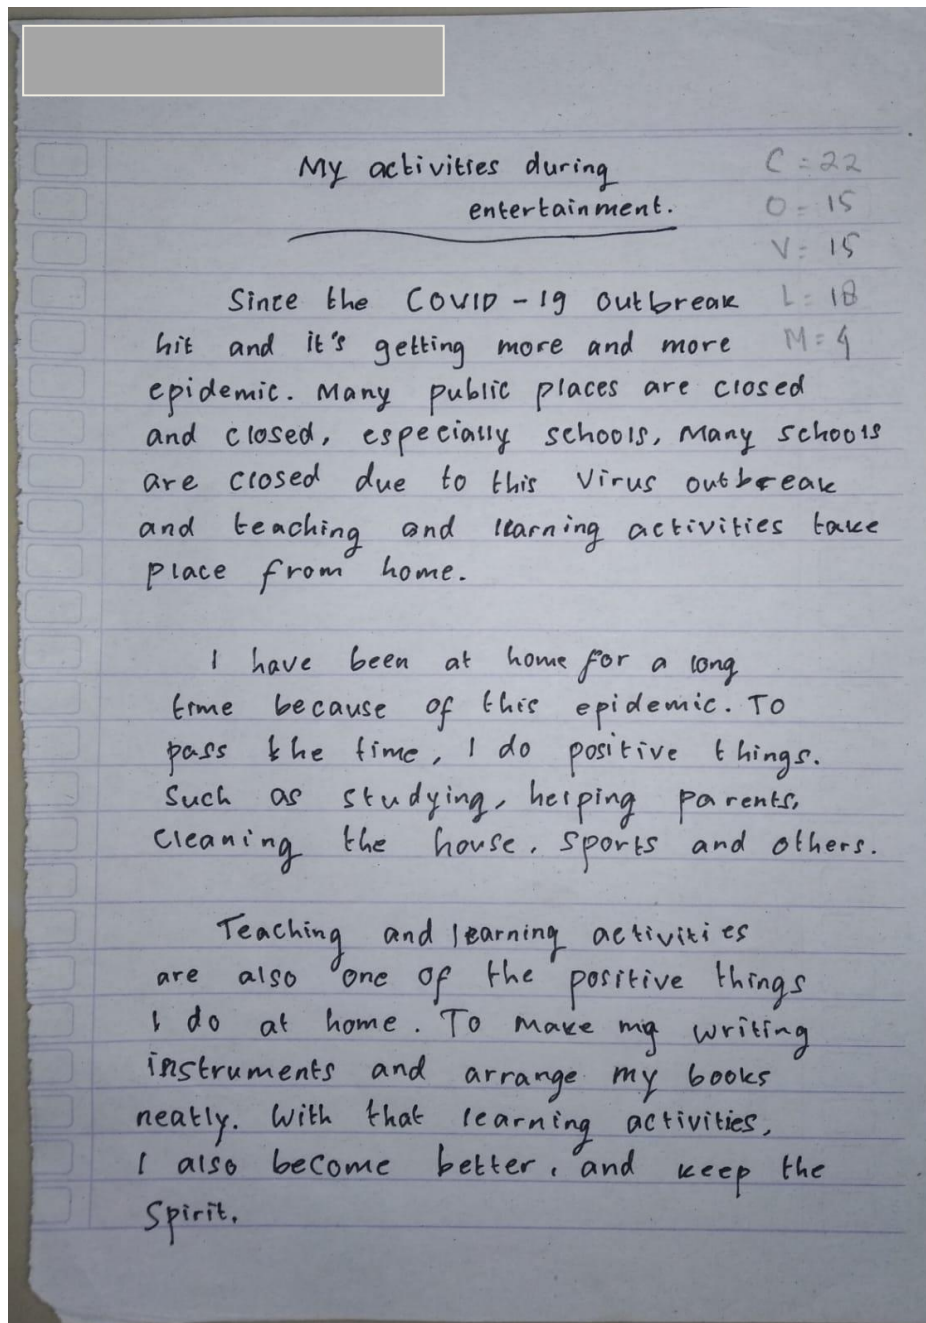 My activities during
entertainment.
C = 22
O = 15
V = 15
L = 18
M = 4
Since the COVID - 19 outbreak
hit and it's getting more and more
epidemic. Many public places are closed
and closed, especially schools, Many schools
are closed due to this Virus outbreak
and teaching and learning activities take
place from home.
I have been at home for a long
time because of this epidemic. To
pass the time, I do positive things.
Such as studying, helping parents,
Cleaning the house, sports and others.
Teaching and learning activities
are also one of the positive things
I do at home. To make my writing
instruments and arrange my books
neatly. With that learning activities,
I also become better, and keep the
Spirit.